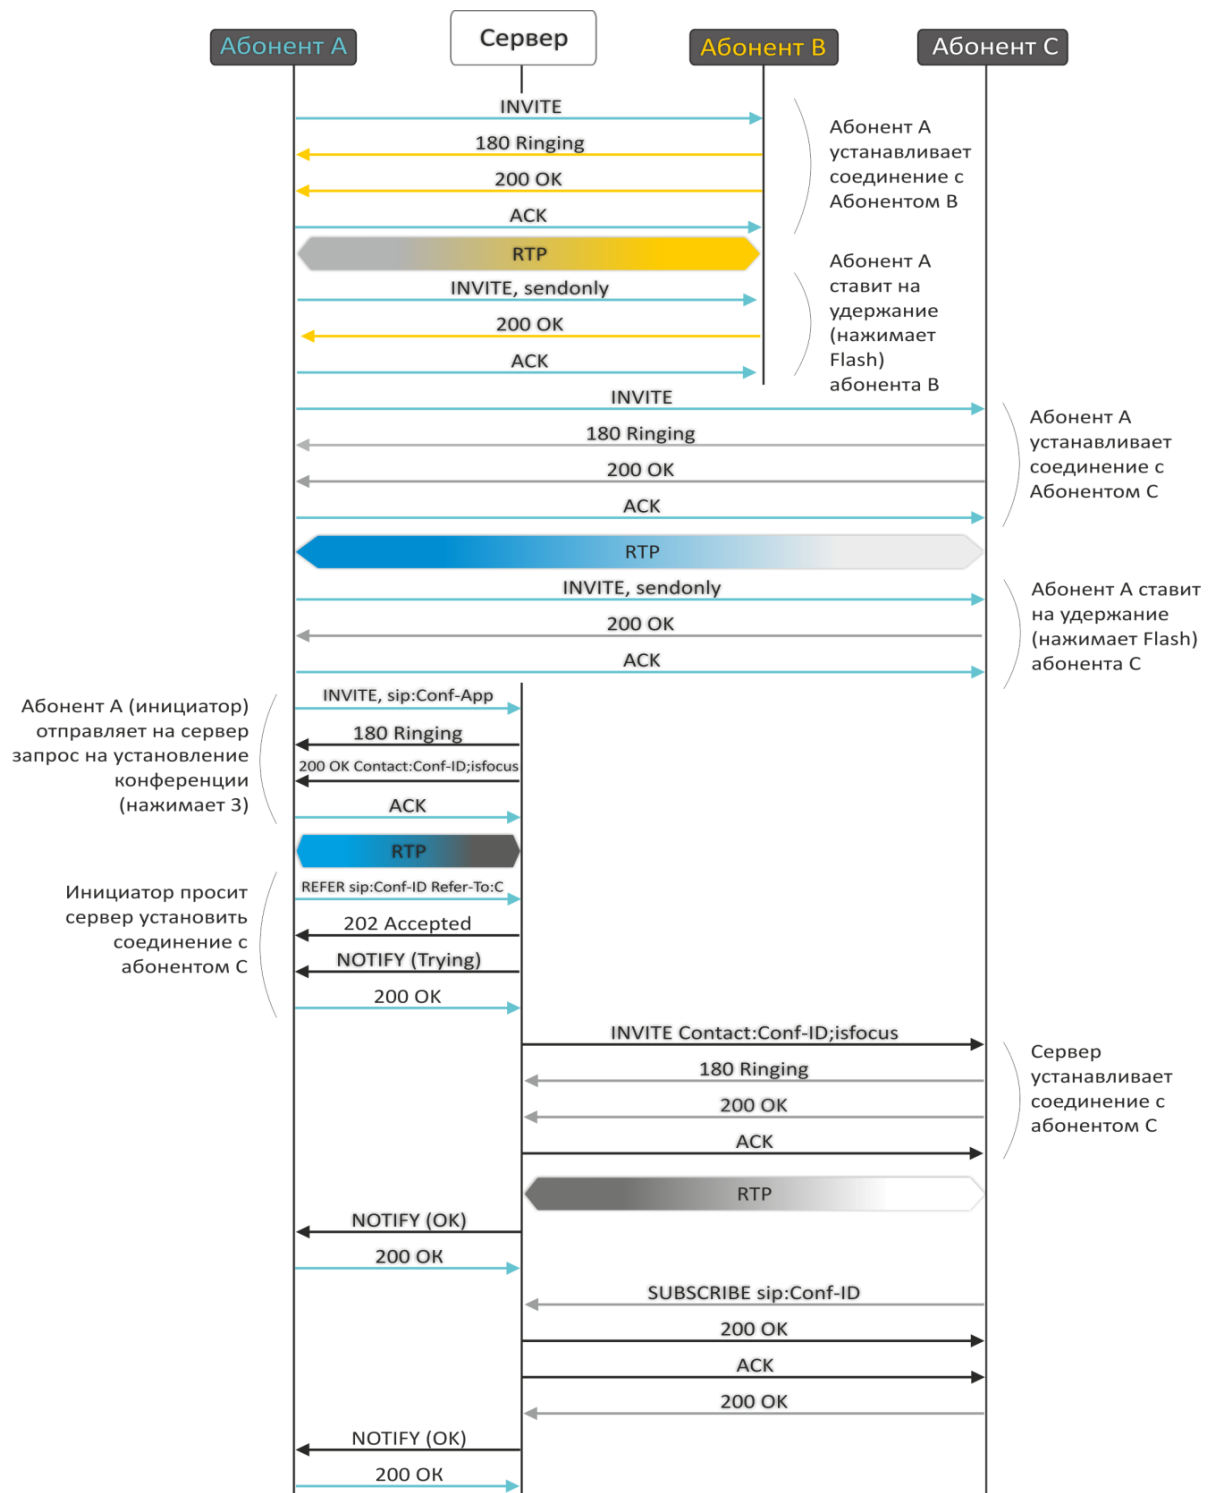 Абонент А
Сервер
Абонент В
Абонент С
INVITE
180 Ringing
200 OK
ACK
Абонент А
устанавливает
соединение с
Абонентом В
RTP
INVITE, sendonly
200 OK
ACK
Абонент А
ставит на
удержание
(нажимает
Flash)
абонента В
INVITE
180 Ringing
200 OK
ACK
Абонент А
устанавливает
соединение с
Абонентом С
RTP
INVITE, sendonly
200 OK
ACK
Абонент А ставит
на удержание
(нажимает Flash)
абонента С
INVITE, sip:Conf-App
180 Ringing
200 OK Contact:Conf-ID;isfocus
ACK
Абонент А (инициатор)
отправляет на сервер
запрос на установление
конференции
(нажимает 3)
RTP
REFER sip:Conf-ID Refer-To:C
202 Accepted
NOTIFY (Trying)
200 OK
Инициатор просит
сервер установить
соединение с
абонентом С
INVITE Contact:Conf-ID;isfocus
180 Ringing
200 OK
ACK
Сервер
устанавливает
соединение с
абонентом С
RTP
NOTIFY (OK)
200 OK
SUBSCRIBE sip:Conf-ID
200 OK
ACK
200 OK
NOTIFY (OK)
200 OK